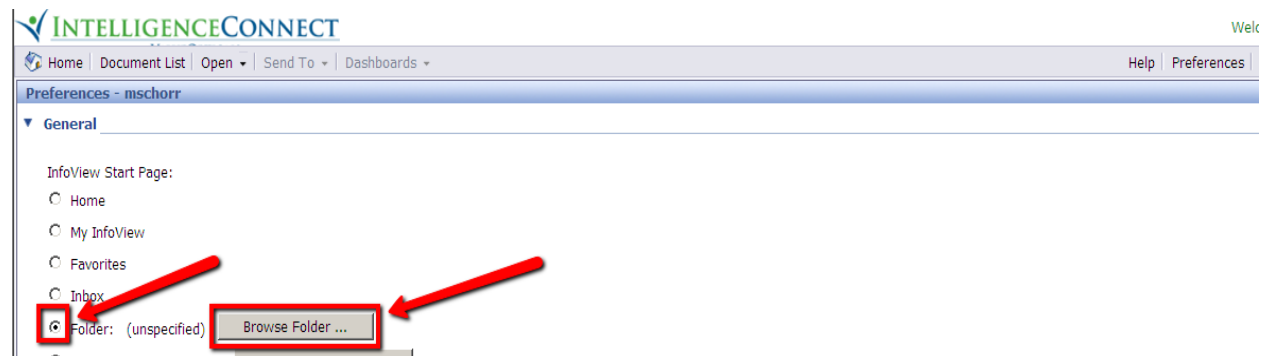 INTELLIGENCECONNECT
Welc
Home Document List Open Send To Dashboards Help Preferences
Preferences - mschorr
General
InfoView Start Page:
Home
My InfoView
Favorites
Inbox
Folder: (unspecified) Browse Folder ...